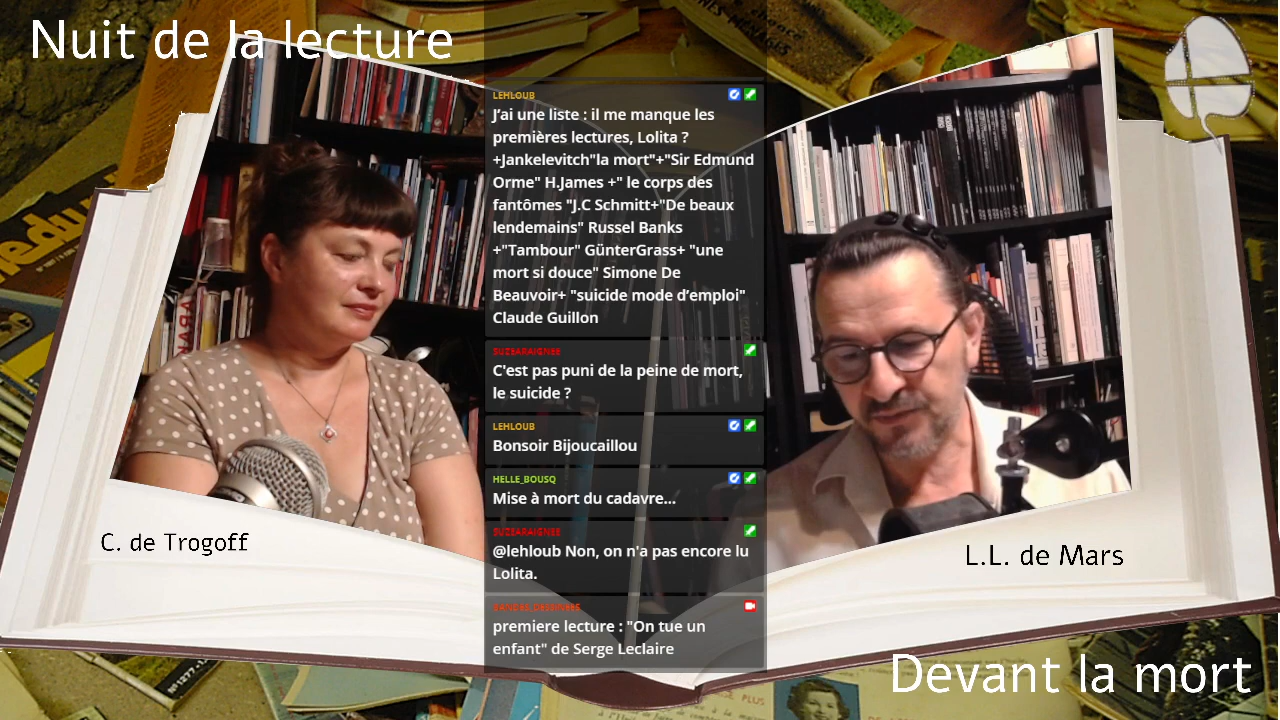 Nuit de la lecture
LEHLOUB
J'ai une liste : il me manque les
premières lectures, Lolita ?
+Jankelevitch"la mort"+"Sir Edmund
Orme" H.James +" le corps des
fantômes "J.C Schmitt+"De beaux
lendemains" Russel Banks
+"Tambour" GünterGrass+ "une
mort si douce" Simone De
Beauvoir+ "suicide mode d'emploi"
Claude Guillon
SUZEARAIGNEE
C'est pas puni de la peine de mort,
le suicide ?
LEHLOUB
Bonsoir Bijoucaillou
HELLE_BOUSQ
Mise à mort du cadavre...
SUZEARAIGNEE
@lehloub Non, on n'a pas encore lu
Lolita.
premiere lecture : "On tue un
enfant" de Serge Leclaire
C. de Trogoff
L.L. de Mars
Devant la mort